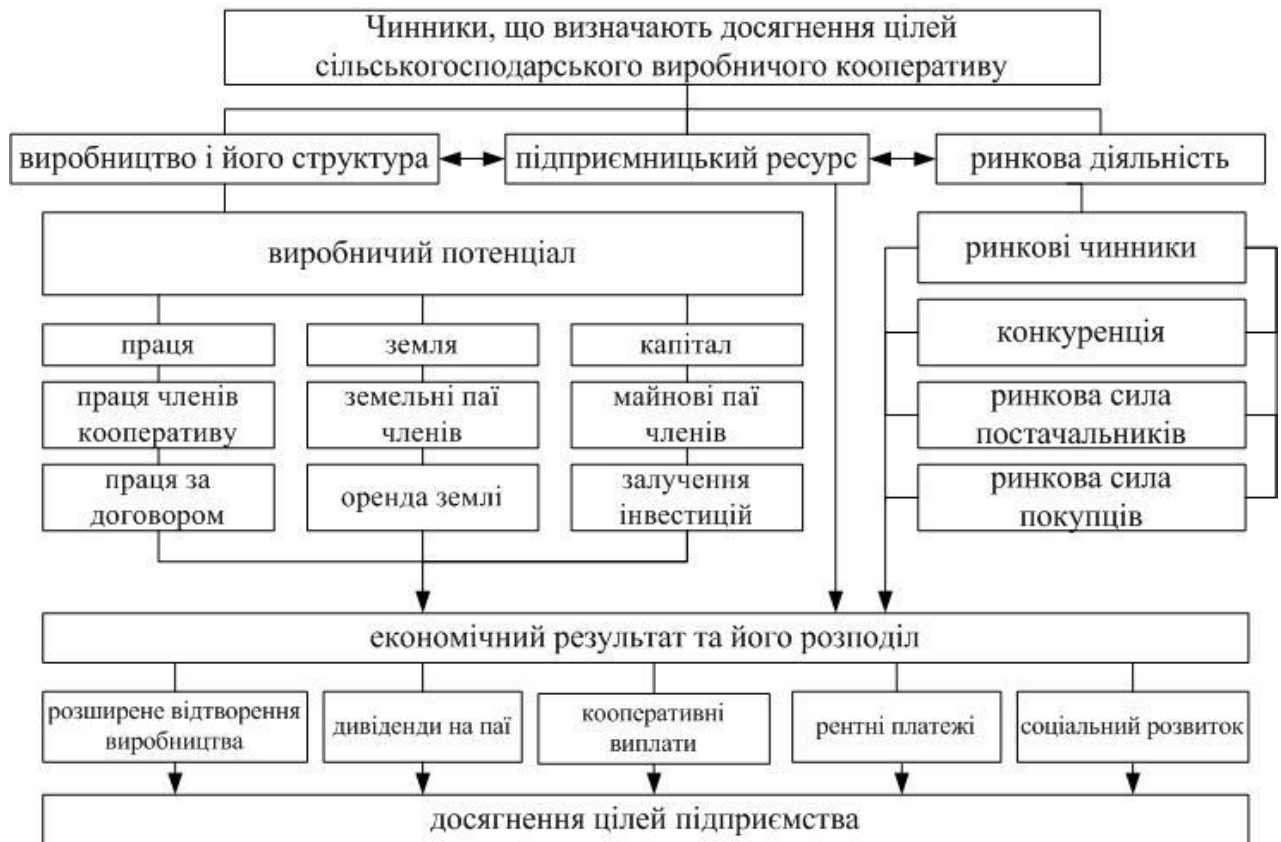 Чинники, що визначають досягнення цілей
сільськогосподарського виробничого кооперативу
виробництво і його структура
підприємницький ресурс
ринкова діяльність
виробничий потенціал
ринкові чинники
праця
земля
капітал
конкуренція
праця членів
кооперативу
земельні паї
членів
майнові паї
членів
ринкова сила
постачальників
праця за
договором
оренда землі
залучення
інвестицій
ринкова сила
покупців
економічний результат та його розподіл
розширене відтворення
виробництва
дивіденди на паї
кооперативні
виплати
рентні платежі
соціальний розвиток
досягнення цілей підприємства